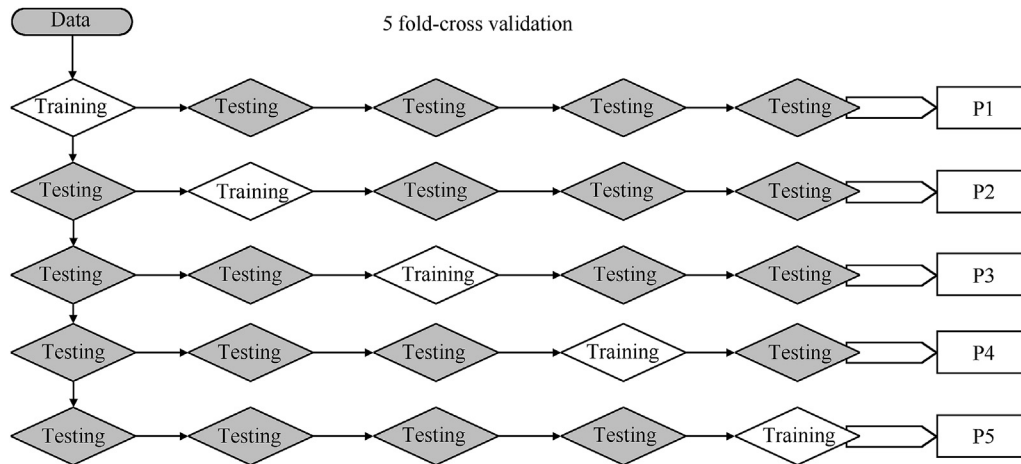 Data
5 fold-cross validation
Training Testing Testing Testing Testing P1
Testing Training Testing Testing Testing P2
Testing Testing Training Testing Testing P3
Testing Testing Testing Training Testing P4
Testing Testing Testing Testing Training P5